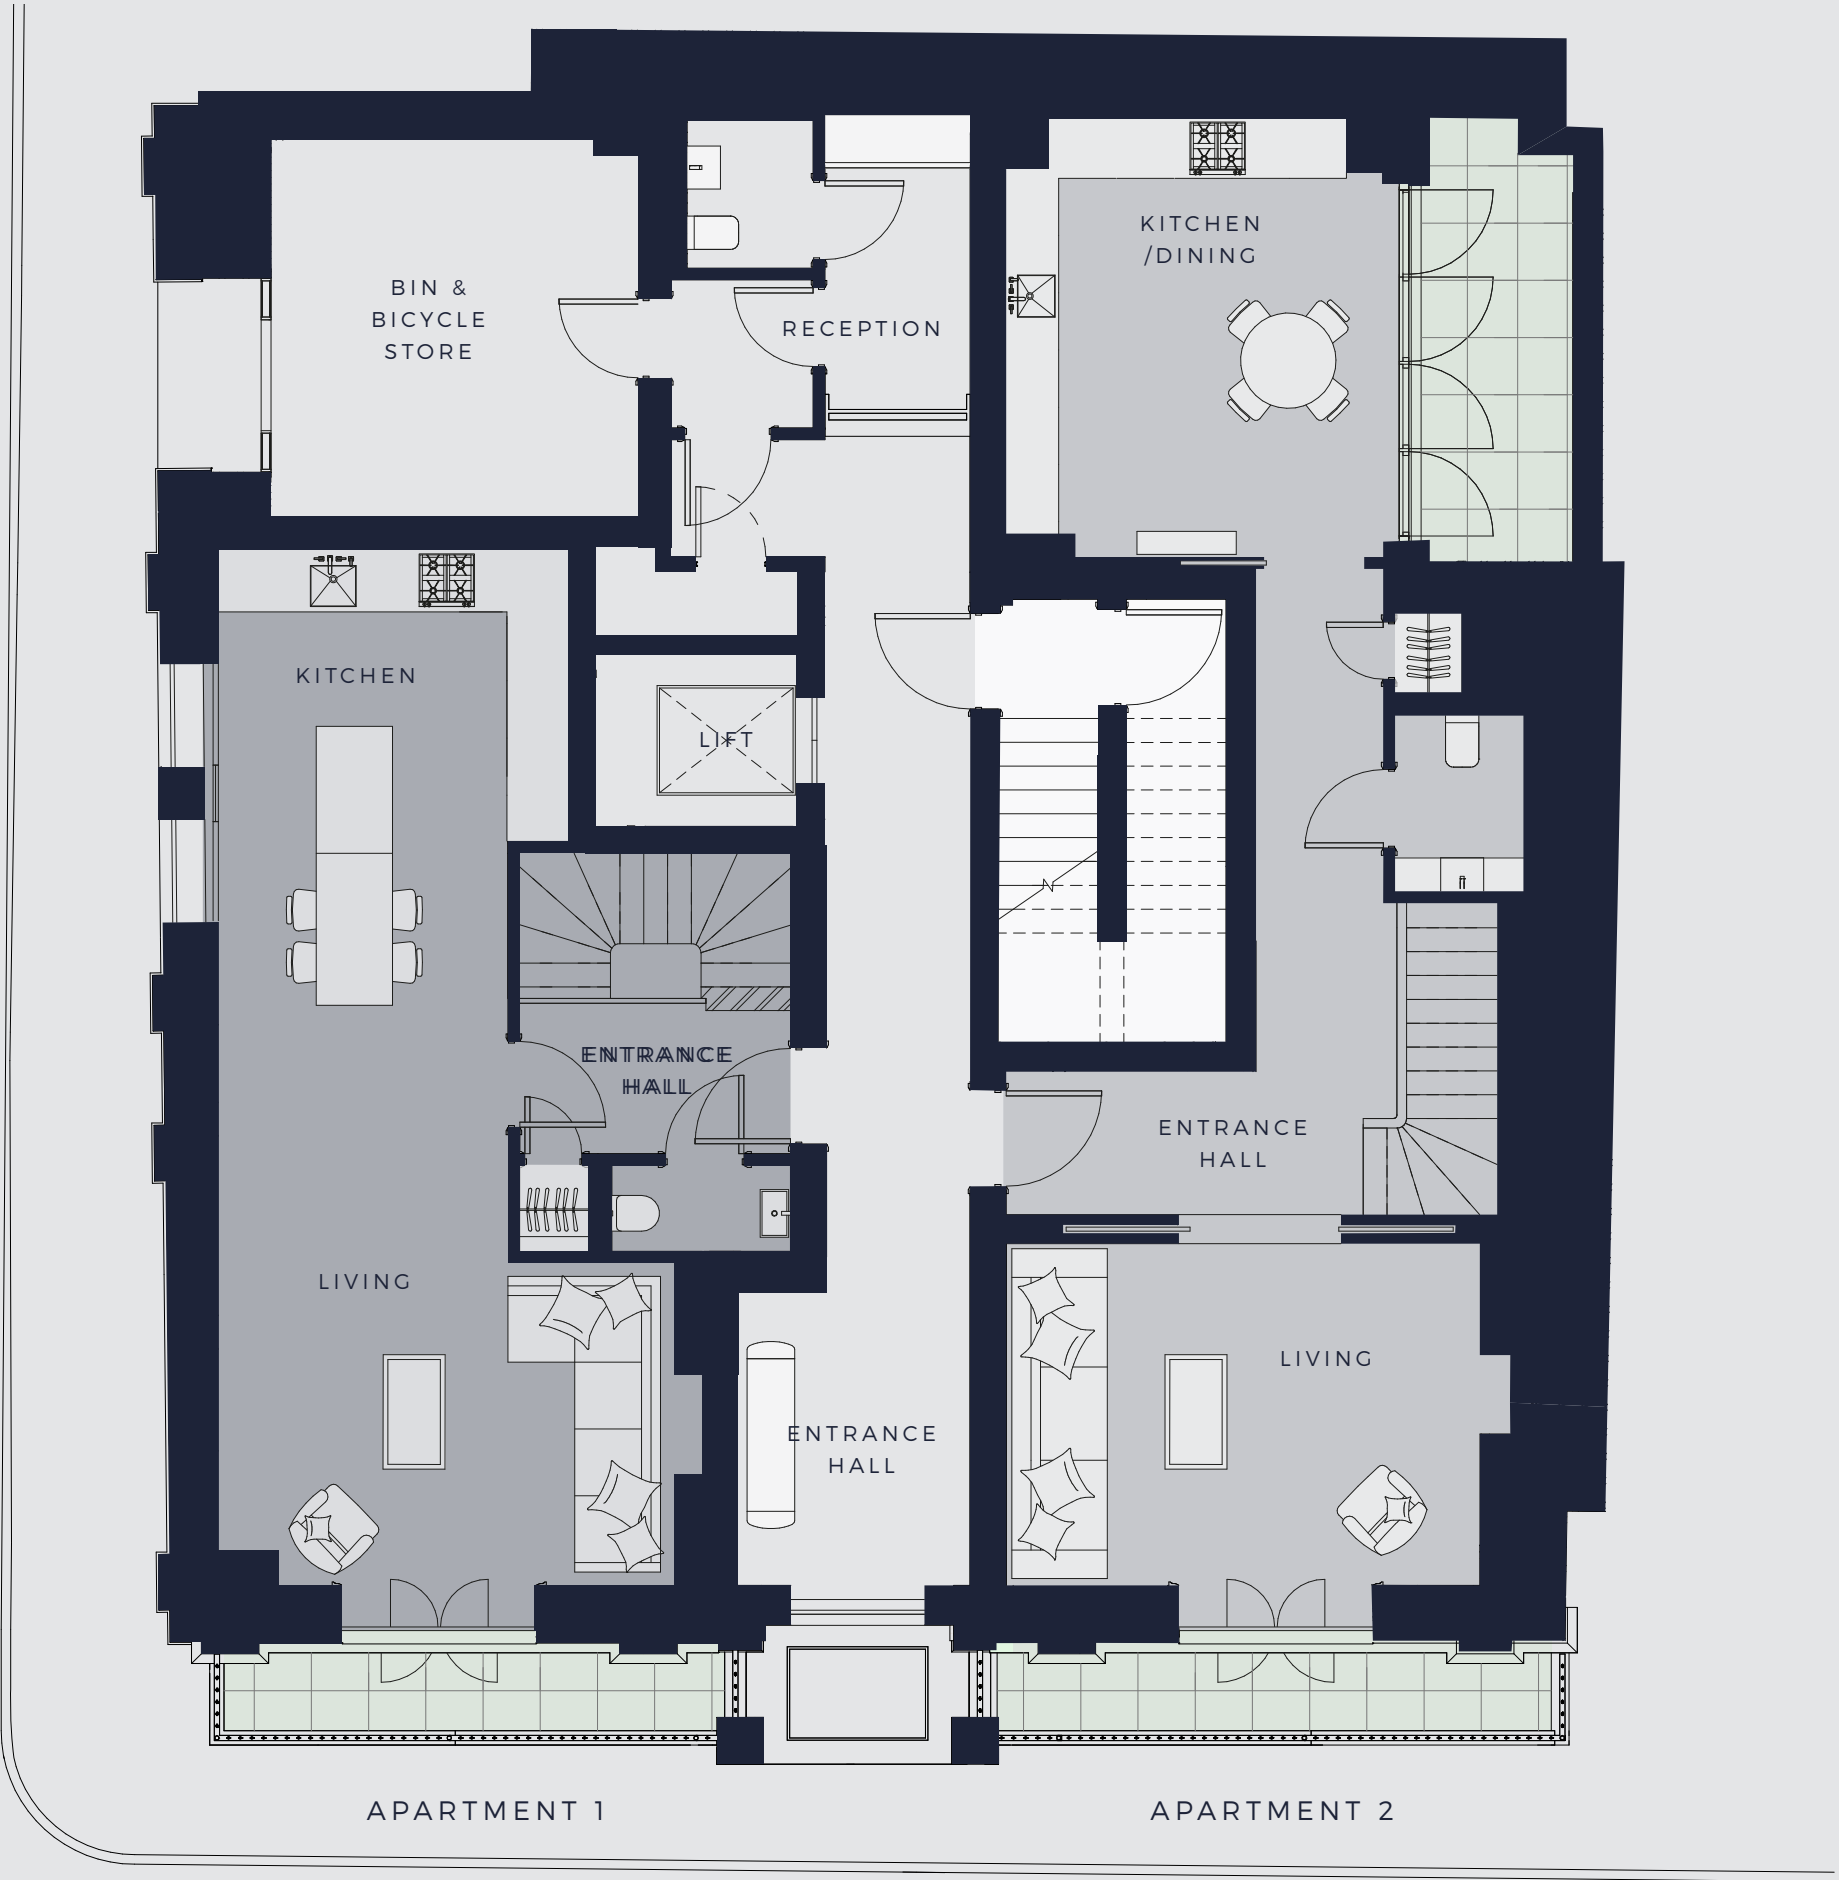 KITCHEN
/DINING
BIN &
BICYCLE
STORE
RECEPTION
KITCHEN
LIFT
ENTRANCE
HALL
ENTRANCE
HALL
LIVING
LIVING
ENTRANCE
HALL
APARTMENT 1
APARTMENT 2